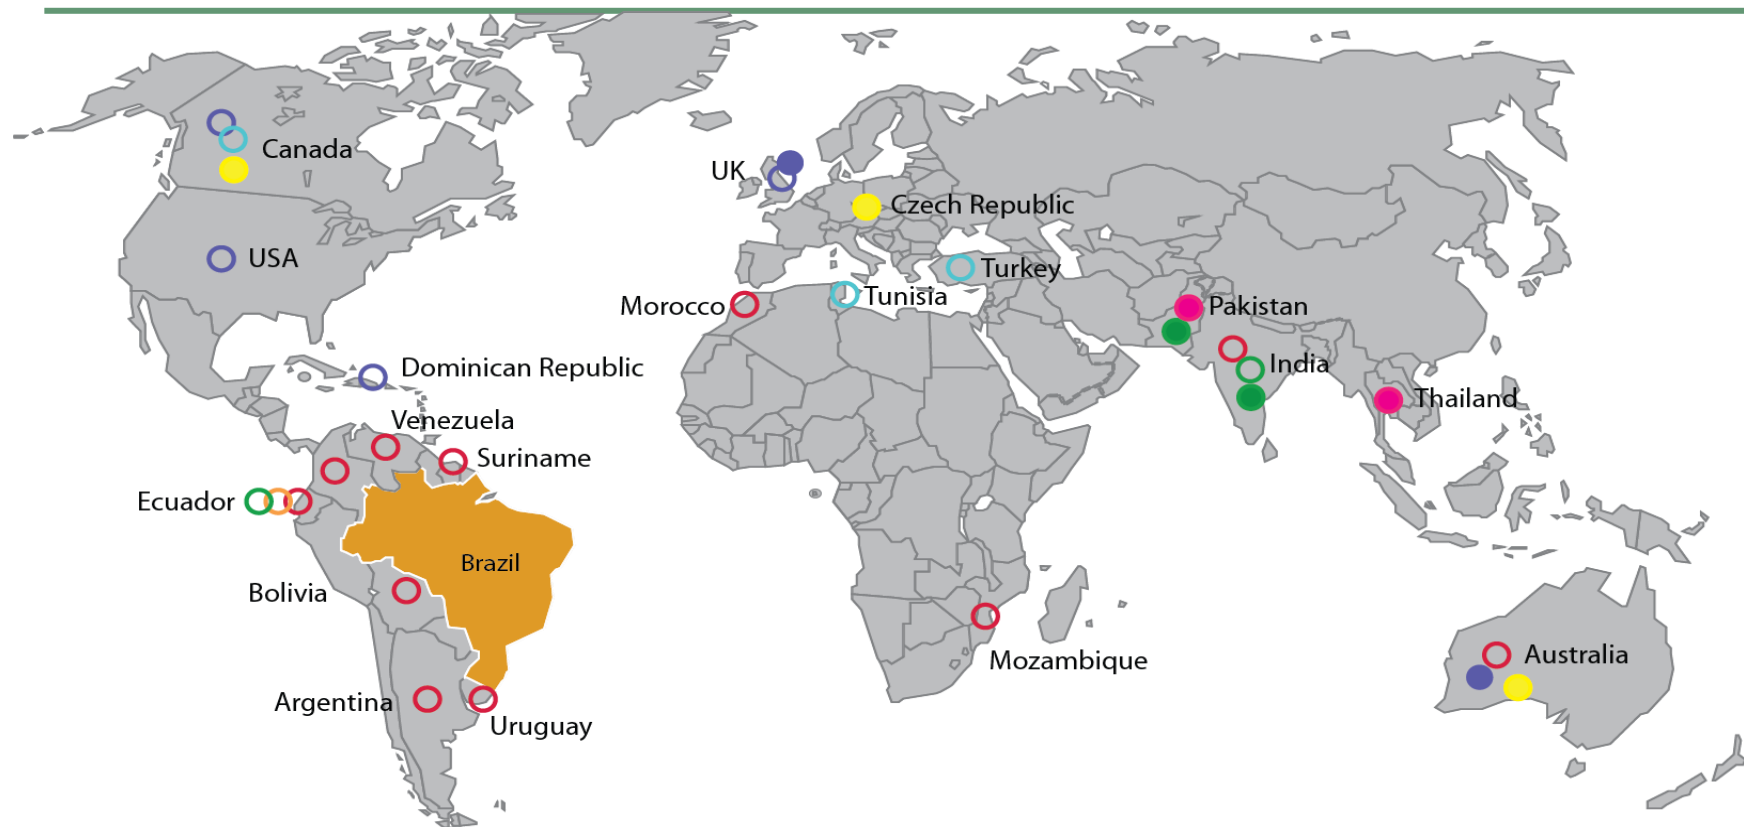 Canada
UK
Czech Republic
USA
Turkey
Tunisia
Morocco
Pakistan
Dominican Republic
India
Thailand
Venezuela
Suriname
Ecuador
Brazil
Bolivia
Mozambique
Australia
Argentina
Uruguay